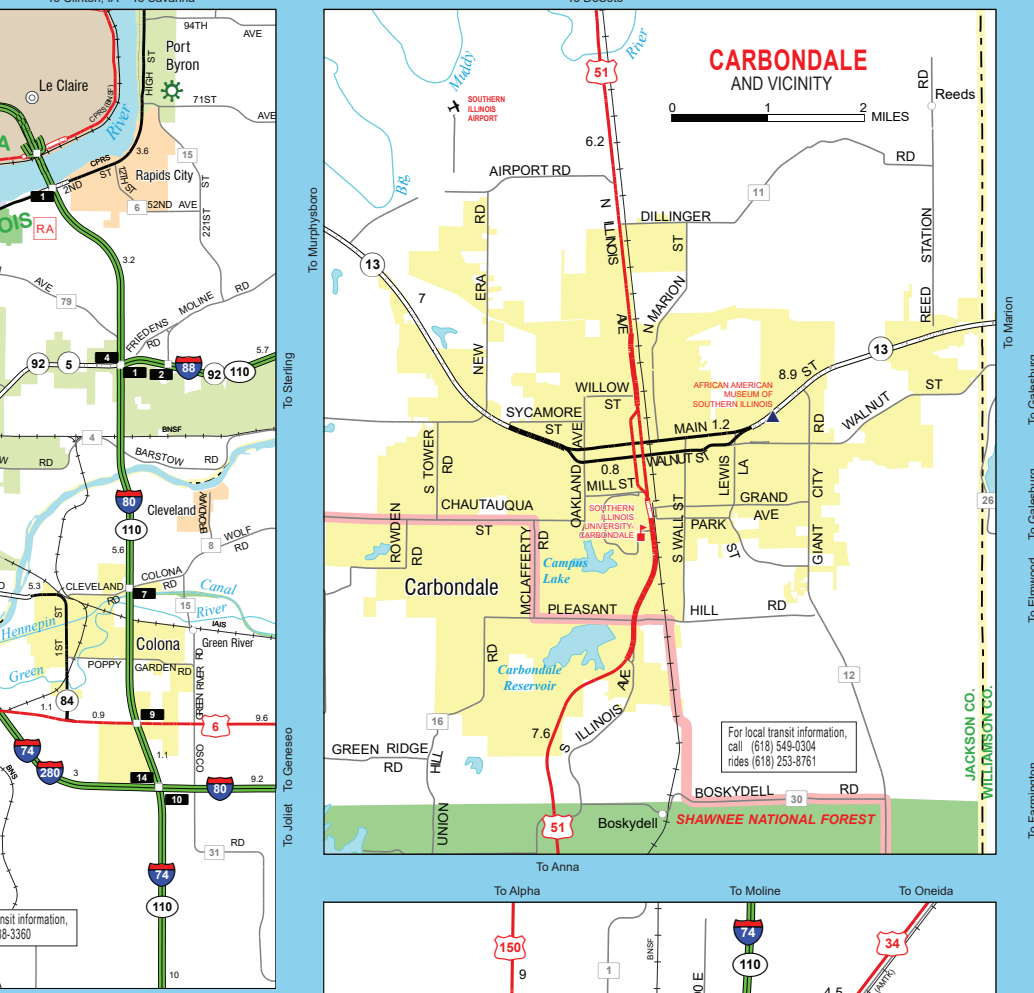 To Clinton, IA
To Savanna
94TH
AVE
Port
Byron
HIGH ST
Le Claire
71ST
AVE
CPRS (BNSF)
River
3.6
15
CPRS
ST
2ND
12TH ST
Rapids City
1
6
52ND AVE
221ST ST
RA
3.2
AVE
79
FRIEDENS RD
MOLINE RD
92
5
4
1
2
88
92
110
5.7
BNSF
4
RD
BARSTOW RD
80
110
Cleveland
BROADWAY
5.6
8
WOLF
RD
5.3
CLEVELAND
RD
COLONA
RD
7
15
Canal
River
IAIS
Hennepin
1ST ST
Colona
Green River
POPPY GARDEN RD
GREEN RIVER RD
Green
84
1.1
0.9
9
6
9.6
74
280
3
1.1
OSCO
14
80
9.2
10
BNS
31
RD
74
110
nsit information,
38-3360
10
To Sterling
To Geneseo
To Joliet
To Murphysboro
To DeSoto
CARBONDALE
AND VICINITY
0 1 2 MILES
51
River
Muddy
Big
SOUTHERN
ILLINOIS
AIRPORT
6.2
RD
Reeds
AIRPORT RD
RD
11
N ILLINOIS AVE
DILLINGER
ST
N MARION
REED STATION
13
7
NEW ERA RD
13
8.9 ST
AFRICAN AMERICAN
MUSEUM OF
SOUTHERN ILLINOIS
WILLOW
ST
SYCAMORE
ST
MAIN 1.2
WALNUT ST
0.8
WALNUT ST
S TOWER RD
OAKLAND AVE
MILL ST
LEWIS LA
GIANT CITY RD
CHAUTAUQUA
ST
SOUTHERN
ILLINOIS
UNIVERSITY-
CARBONDALE
GRAND
AVE
PARK ST
S WALL ST
ROWDEN RD
MCLAFFERTY RD
Campus
Lake
Carbondale
PLEASANT HILL RD
RD
Carbondale
Reservoir
12
16
7.6
S ILLINOIS AVE
GREEN RIDGE
RD
UNION HILL
For local transit information,
call (618) 549-0304
rides (618) 253-8761
BOSKYDELL RD
30
51
Boskydell
SHAWNEE NATIONAL FOREST
JACKSON CO.
WILLIAMSON CO.
26
To Marion
To Galesburg
To Galesburg
To Elmwood
To Farmington
To Anna
To Alpha
To Moline
To Oneida
150
9
1
BNSF
74
110
34
4.5
(AMTK)